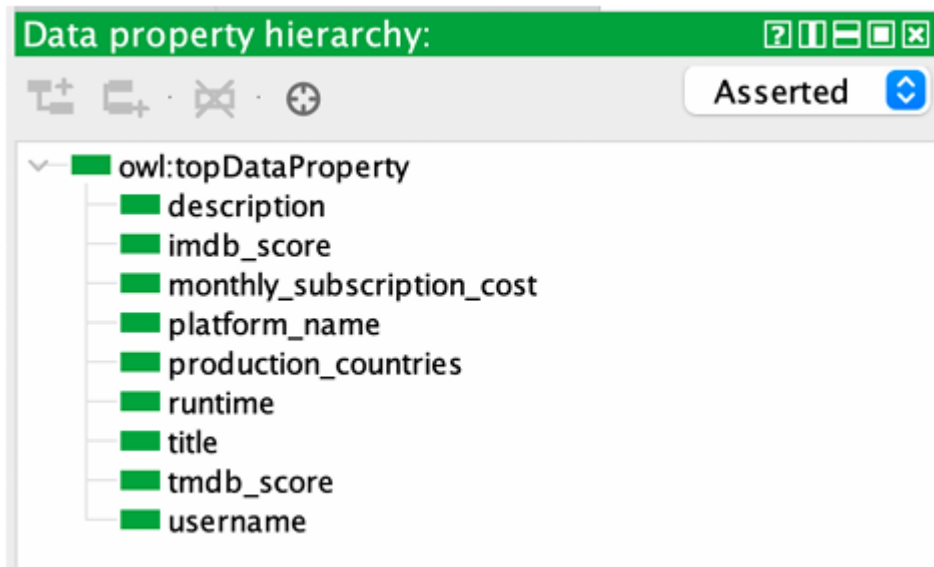 Data property hierarchy:
Asserted
owl:topDataProperty
description
imdb_score
monthly_subscription_cost
platform_name
production_countries
runtime
title
tmdb_score
username